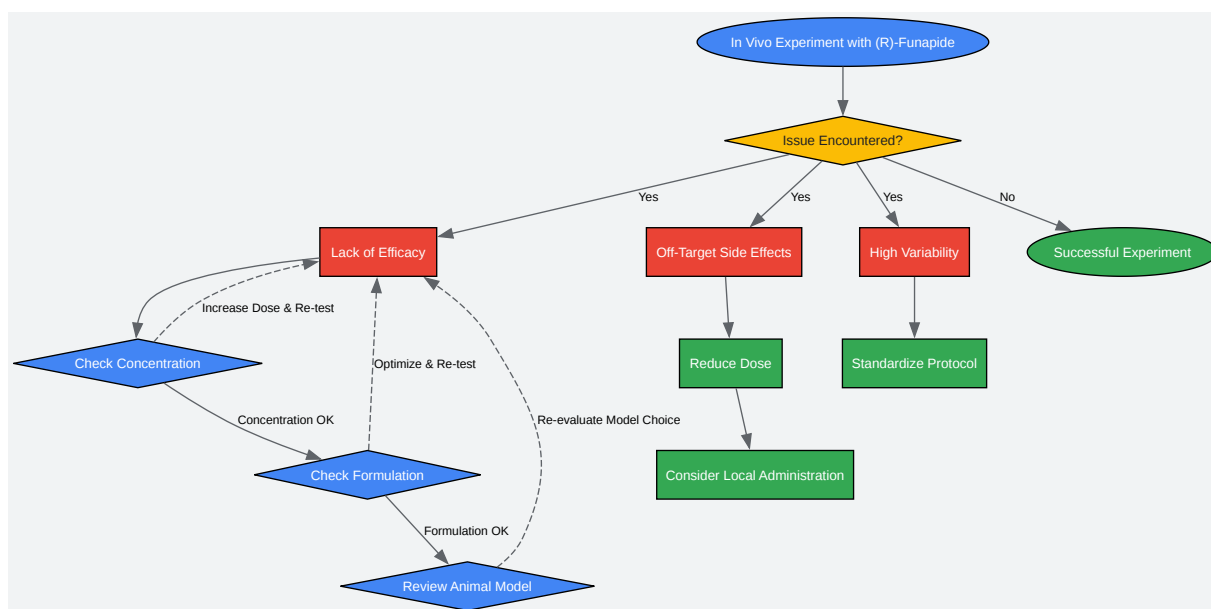 In Vivo Experiment with (R)-Funapide
Issue Encountered?
Yes
Yes
Yes
No
Lack of Efficacy
Off-Target Side Effects
High Variability
Successful Experiment
Increase Dose & Re-test
Check Concentration
Optimize & Re-test
Reduce Dose
Standardize Protocol
Concentration OK
Re-evaluate Model Choice
Check Formulation
Consider Local Administration
Formulation OK
Review Animal Model